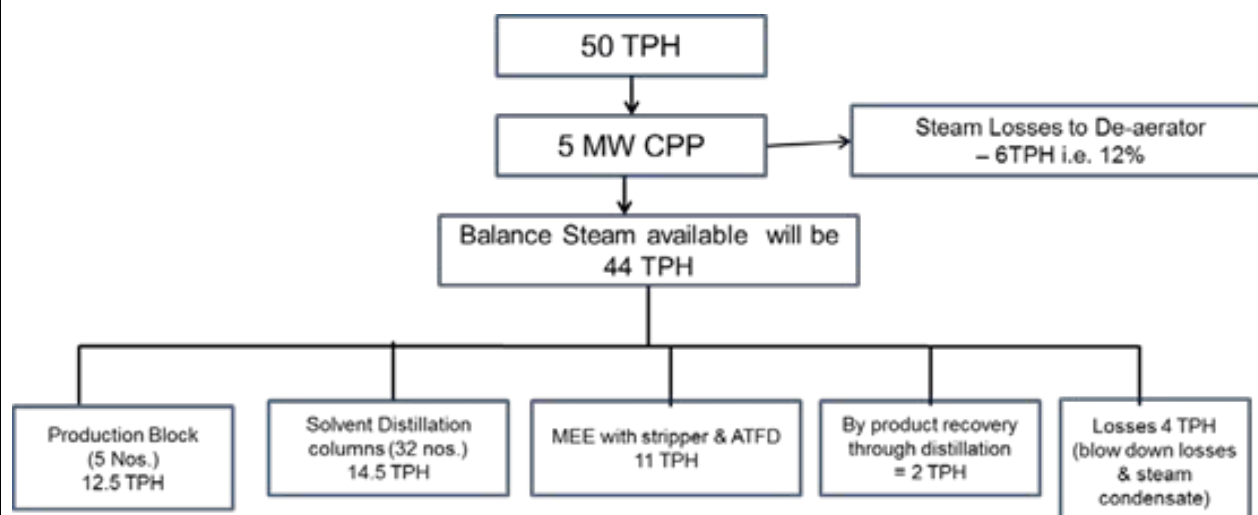 50 TPH
5 MW CPP
Steam Losses to De-aerator
– 6TPH i.e. 12%
Balance Steam available will be
44 TPH
Production Block
(5 Nos.)
12.5 TPH
Solvent Distillation
columns (32 nos.)
14.5 TPH
MEE with stripper & ATFD
11 TPH
By product recovery
through distillation
= 2 TPH
Losses 4 TPH
(blow down losses
& steam
condensate)